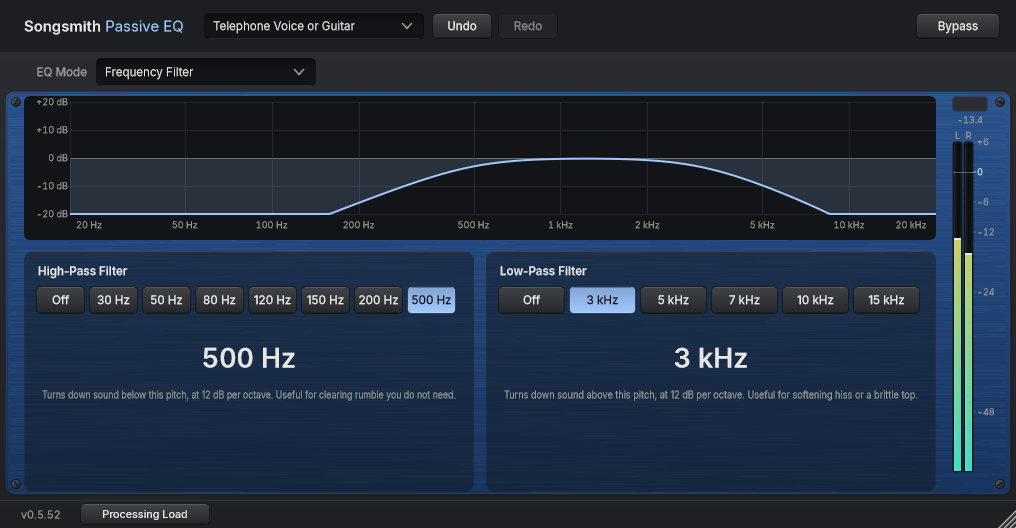 Songsmith Passive EQ
Telephone Voice or Guitar
Undo
Redo
Bypass
EQ Mode
Frequency Filter
+20 dB
+10 dB
0 dB
-10 dB
-20 dB
20 Hz
50 Hz
100 Hz
200 Hz
500 Hz
1 kHz
2 kHz
5 kHz
10 kHz
20 kHz
-13.4
L R
+6
-0
-6
-12
-24
-48
High-Pass Filter
Off
30 Hz
50 Hz
80 Hz
120 Hz
150 Hz
200 Hz
500 Hz
500 Hz
Turns down sound below this pitch, at 12 dB per octave. Useful for clearing rumble you do not need.
Low-Pass Filter
Off
3 kHz
5 kHz
7 kHz
10 kHz
15 kHz
3 kHz
Turns down sound above this pitch, at 12 dB per octave. Useful for softening hiss or a brittle top.
v0.5.52
Processing Load